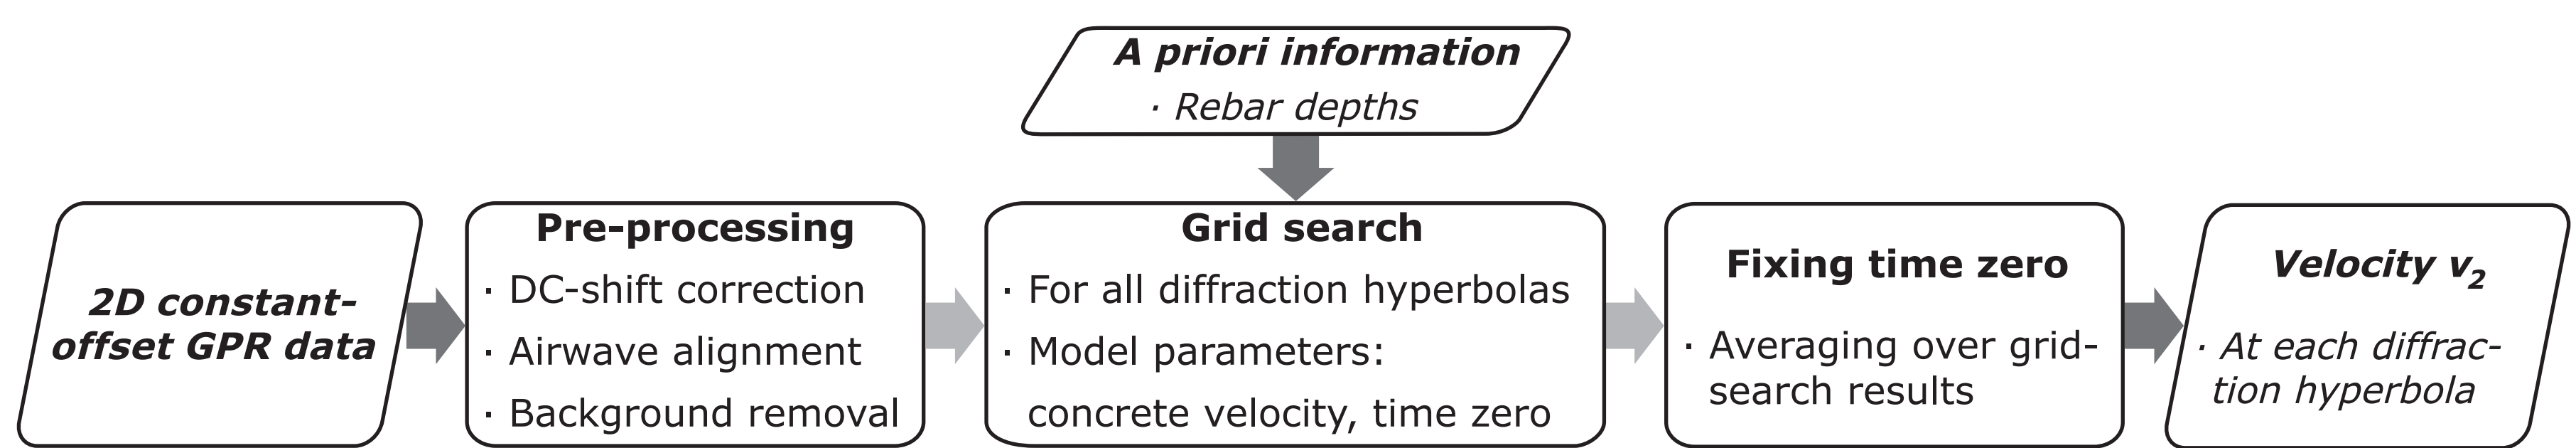 A priori information
· Rebar depths
2D constant-
offset GPR data
Pre-processing
· DC-shift correction
· Airwave alignment
· Background removal
Grid search
· For all diffraction hyperbolas
· Model parameters:
concrete velocity, time zero
Fixing time zero
· Averaging over grid-
search results
Velocity v2
· At each diffrac-
tion hyperbola